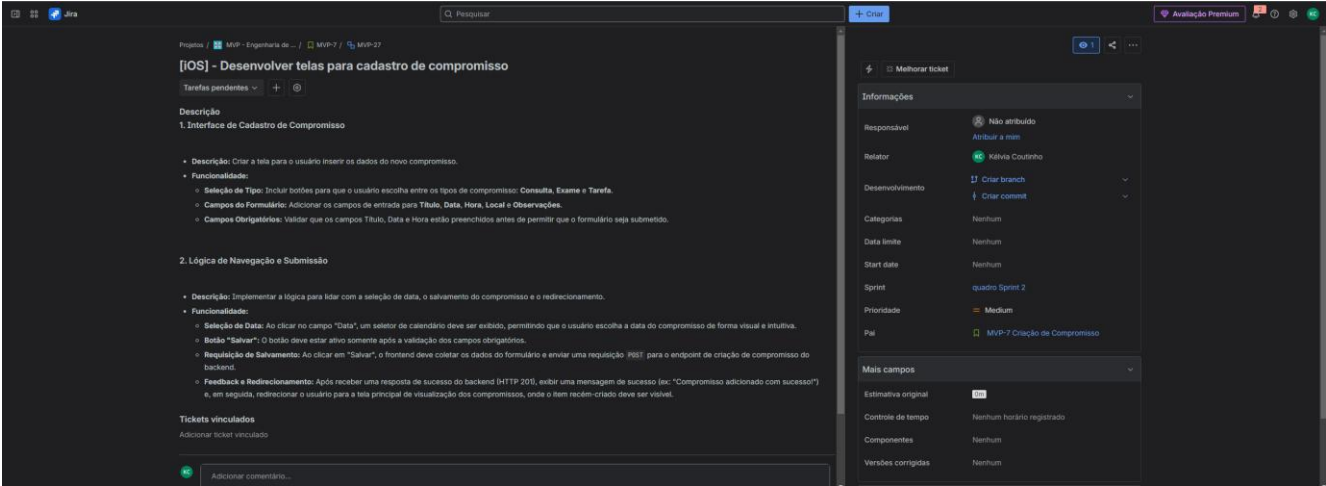 Jira
Pesquisar
+ Criar
Avaliação Premium
KC
Projetos / MVP - Engenharia de ... / MVP-7 / MVP-27
[iOS] - Desenvolver telas para cadastro de compromisso
Tarefas pendentes
Descrição
1. Interface de Cadastro de Compromisso
• Descrição: Criar a tela para o usuário inserir os dados do novo compromisso.
• Funcionalidade:
Seleção de Tipo: Incluir botões para que o usuário escolha entre os tipos de compromisso: Consulta, Exame e Tarefa.
Campos do Formulário: Adicionar os campos de entrada para Título, Data, Hora, Local e Observações.
Campos Obrigatórios: Validar que os campos Título, Data e Hora estão preenchidos antes de permitir que o formulário seja submetido.
2. Lógica de Navegação e Submissão
• Descrição: Implementar a lógica para lidar com a seleção de data, o salvamento do compromisso e o redirecionamento.
• Funcionalidade:
Seleção de Data: Ao clicar no campo "Data", um seletor de calendário deve ser exibido, permitindo que o usuário escolha a data do compromisso de forma visual e intuitiva.
Botão "Salvar": O botão deve estar ativo somente após a validação dos campos obrigatórios.
Requisição de Salvamento: Ao clicar em "Salvar", o frontend deve coletar os dados do formulário e enviar uma requisição POST para o endpoint de criação de compromisso do
backend.
Feedback e Redirecionamento: Após receber uma resposta de sucesso do backend (HTTP 201), exibir uma mensagem de sucesso (ex: "Compromisso adicionado com sucesso!")
e, em seguida, redirecionar o usuário para a tela principal de visualização dos compromissos, onde o item recém-criado deve ser visível.
Tickets vinculados
Adicionar ticket vinculado
KC
Adicionar comentário...
1
Melhorar ticket
Informações
Responsável
Não atribuído
Atribuir a mim
Relator
KC Kélvia Coutinho
Desenvolvimento
Criar branch
Criar commit
Categorias
Nenhum
Data limite
Nenhum
Start date
Nenhum
Sprint
quadro Sprint 2
Prioridade
Medium
Pai
MVP-7 Criação de Compromisso
Mais campos
Estimativa original
0m
Controle de tempo
Nenhum horário registrado
Componentes
Nenhum
Versões corrigidas
Nenhum